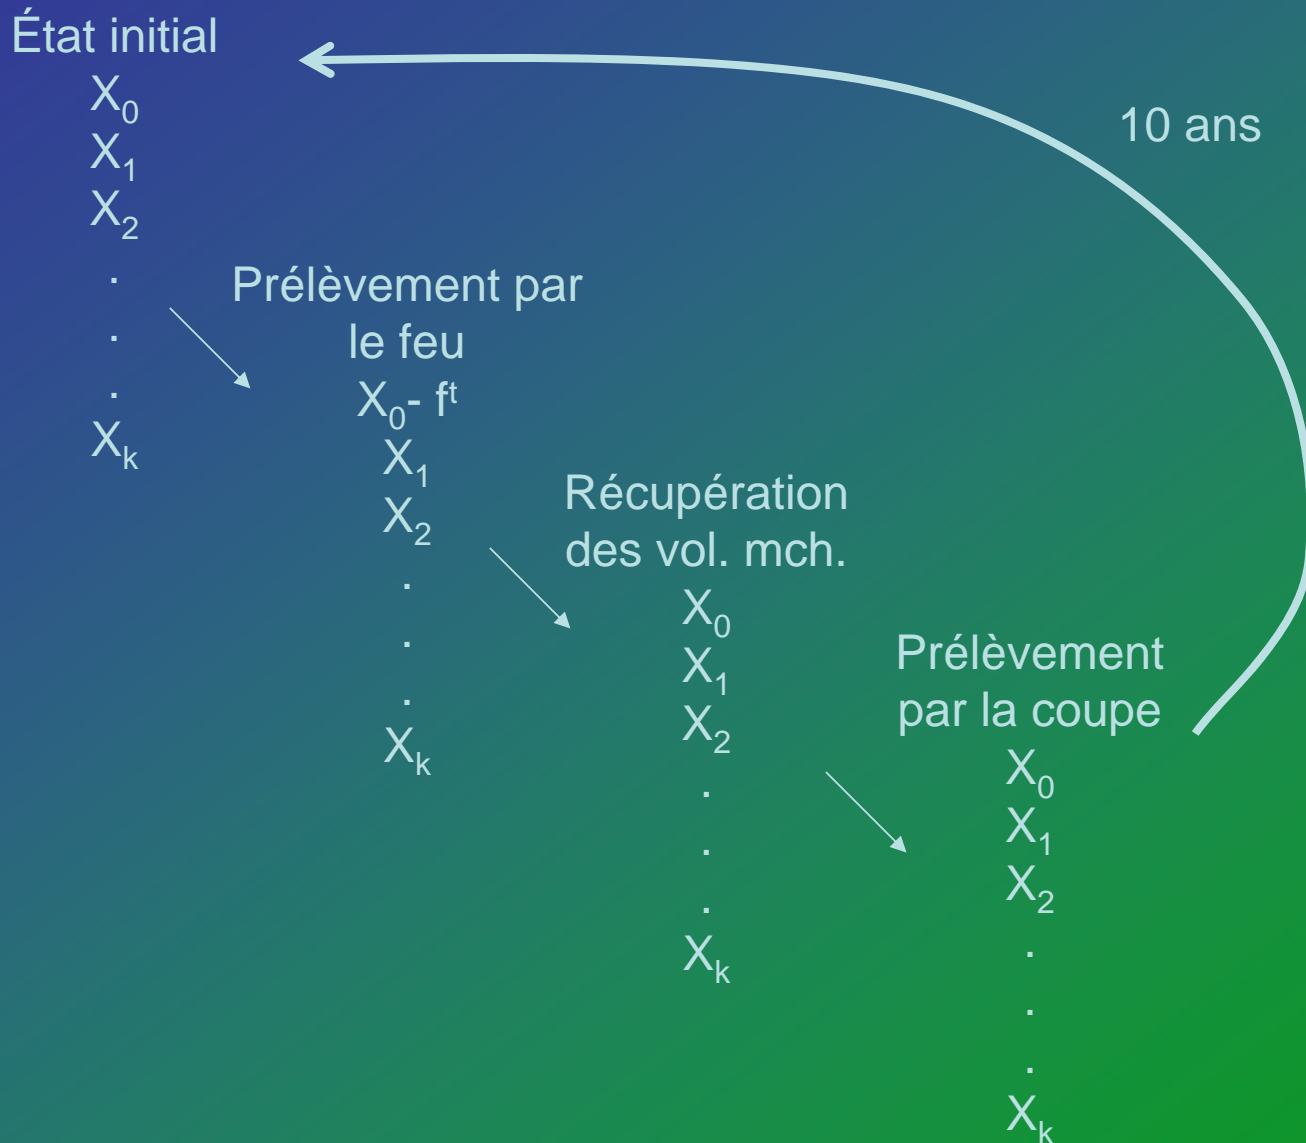 État initial
X₀
X₁
X₂
.
.
.
Xₖ
10 ans
Prélèvement par
le feu
X₀- fᵗ
X₁
X₂
.
.
.
Xₖ
Récupération
des vol. mch.
X₀
X₁
X₂
.
.
.
Xₖ
Prélèvement
par la coupe
X₀
X₁
X₂
.
.
.
Xₖ